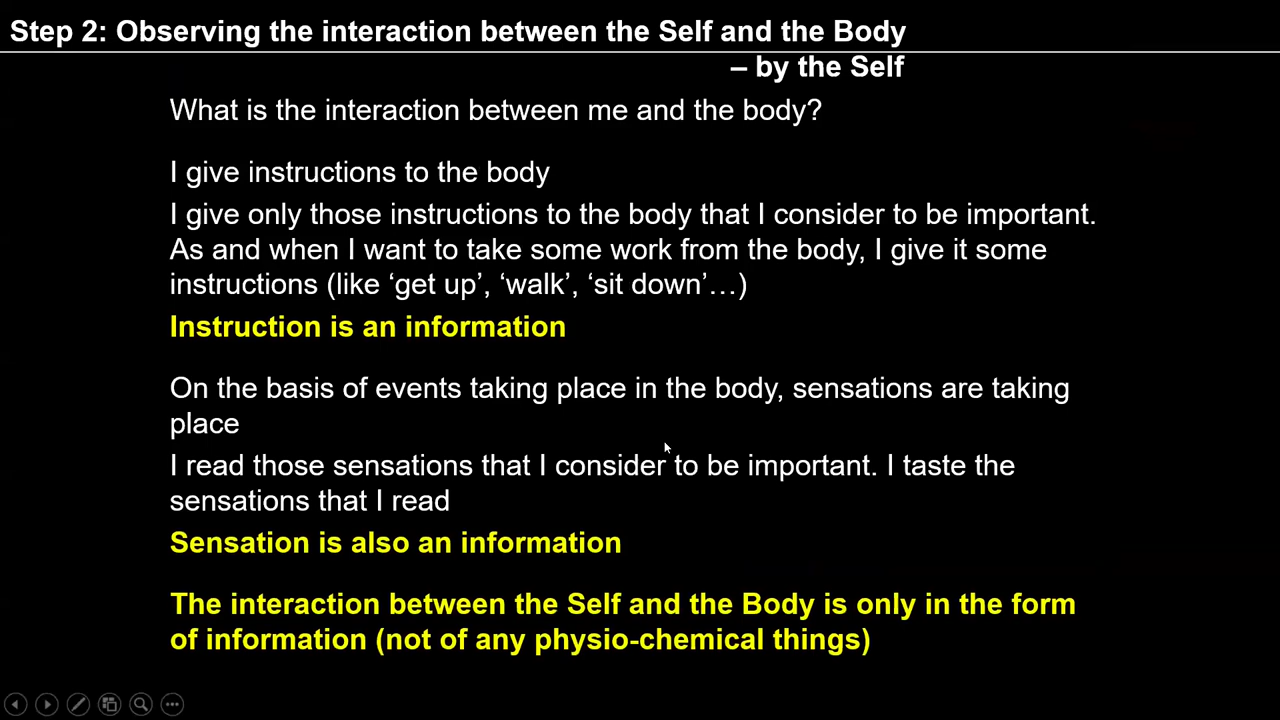 Step 2: Observing the interaction between the Self and the Body
– by the Self
What is the interaction between me and the body?
I give instructions to the body
I give only those instructions to the body that I consider to be important.
As and when I want to take some work from the body, I give it some
instructions (like ‘get up’, ‘walk’, ‘sit down’…)
Instruction is an information
On the basis of events taking place in the body, sensations are taking
place
I read those sensations that I consider to be important. I taste the
sensations that I read
Sensation is also an information
The interaction between the Self and the Body is only in the form
of information (not of any physio-chemical things)